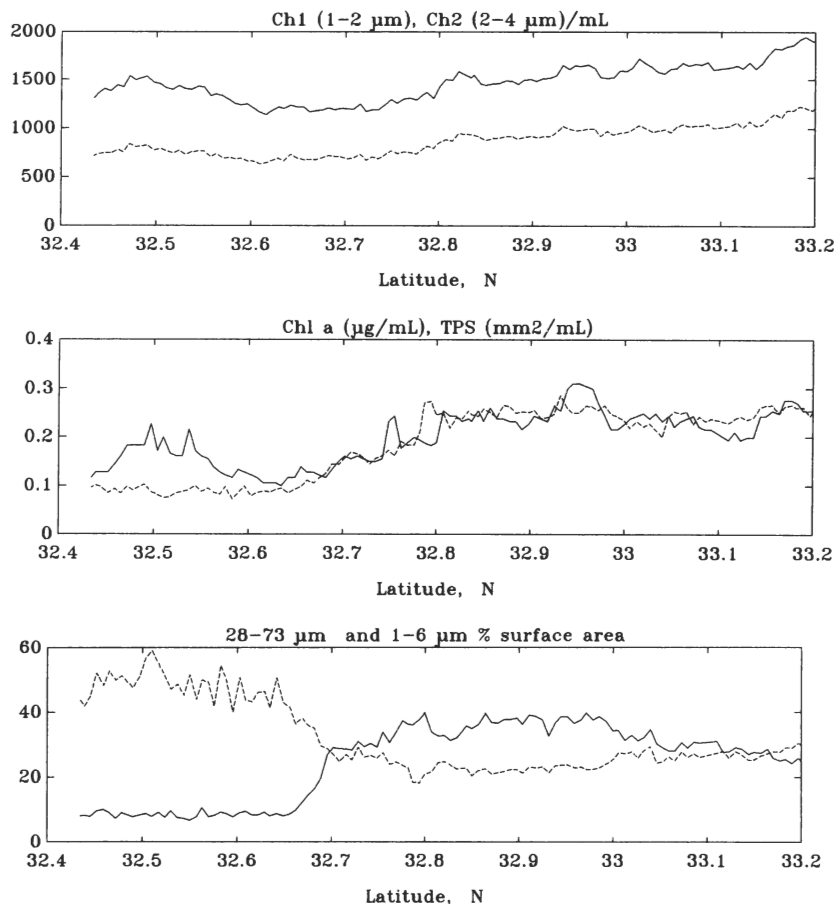 Ch1 (1-2 µm), Ch2 (2-4 µm)/mL
2000
1500
1000
500
0
32.4 32.5 32.6 32.7 32.8 32.9 33 33.1 33.2
Latitude, N
Chl a (µg/mL), TPS (mm2/mL)
0.4
0.3
0.2
0.1
0
32.4 32.5 32.6 32.7 32.8 32.9 33 33.1 33.2
Latitude, N
28-73 µm and 1-6 µm % surface area
60
40
20
0
32.4 32.5 32.6 32.7 32.8 32.9 33 33.1 33.2
Latitude, N